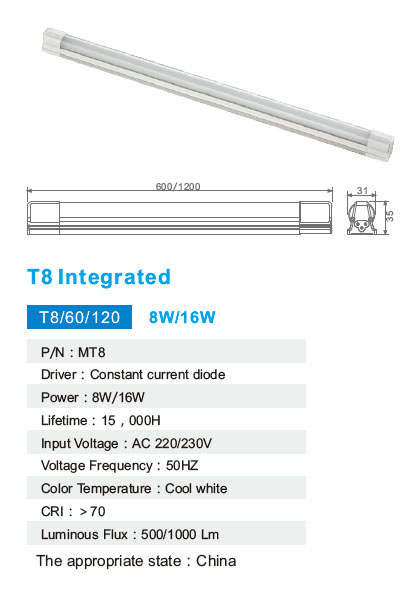 600/1200
31
35
T8 Integrated
T8/60/120 8W/16W
P/N：MT8
Driver：Constant current diode
Power：8W/16W
Lifetime：15，000H
Input Voltage：AC 220/230V
Voltage Frequency：50HZ
Color Temperature：Cool white
CRI：＞70
Luminous Flux：500/1000 Lm
The appropriate state：China